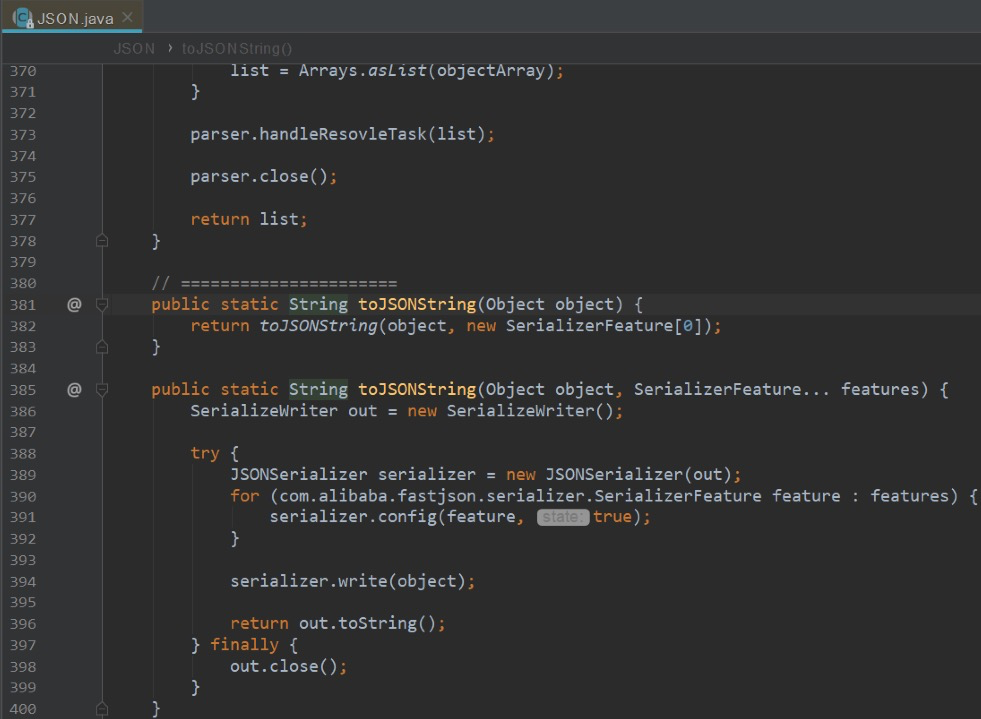 JSON.java
JSON › toJSONString()
370 list = Arrays.asList(objectArray);
371 }
372
373 parser.handleResovleTask(list);
374
375 parser.close();
376
377 return list;
378 }
379
380 // ======================
381 @ public static String toJSONString(Object object) {
382 return toJSONString(object, new SerializerFeature[0]);
383 }
384
385 @ public static String toJSONString(Object object, SerializerFeature... features) {
386 SerializeWriter out = new SerializeWriter();
387
388 try {
389 JSONSerializer serializer = new JSONSerializer(out);
390 for (com.alibaba.fastjson.serializer.SerializerFeature feature : features) {
391 serializer.config(feature, state: true);
392 }
393
394 serializer.write(object);
395
396 return out.toString();
397 } finally {
398 out.close();
399 }
400 }